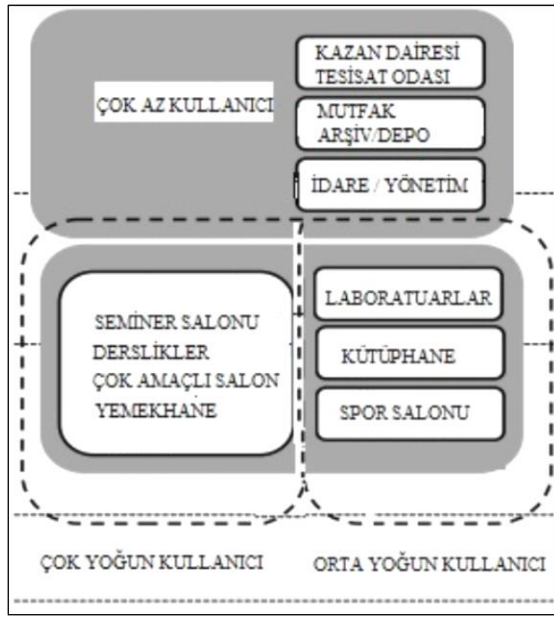 KAZAN DAİRESİ
TESİSAT ODASI
ÇOK AZ KULLANICI
MUTFAK
ARŞİV/DEPO
İDARE / YÖNETİM
SEMİNER SALONU
DERSLİKLER
ÇOK AMAÇLI SALON
YEMEKHANE
LABORATUARLAR
KÜTÜPHANE
SPOR SALONU
ÇOK YOĞUN KULLANICI
ORTA YOĞUN KULLANICI